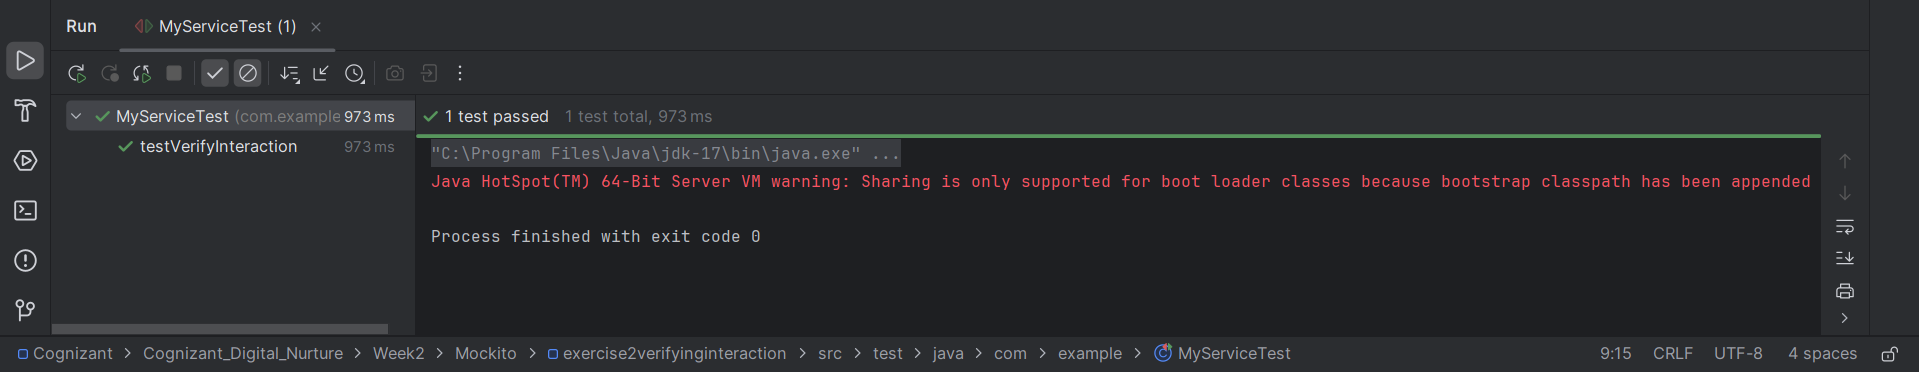 Run MyServiceTest (1)
MyServiceTest (com.example 973 ms
testVerifyInteraction 973 ms
1 test passed 1 test total, 973 ms
"C:\Program Files\Java\jdk-17\bin\java.exe" ...
Java HotSpot(TM) 64-Bit Server VM warning: Sharing is only supported for boot loader classes because bootstrap classpath has been appended
Process finished with exit code 0
Cognizant > Cognizant_Digital_Nurture > Week2 > Mockito > exercise2verifyinginteraction > src > test > java > com > example > MyServiceTest 9:15 CRLF UTF-8 4 spaces